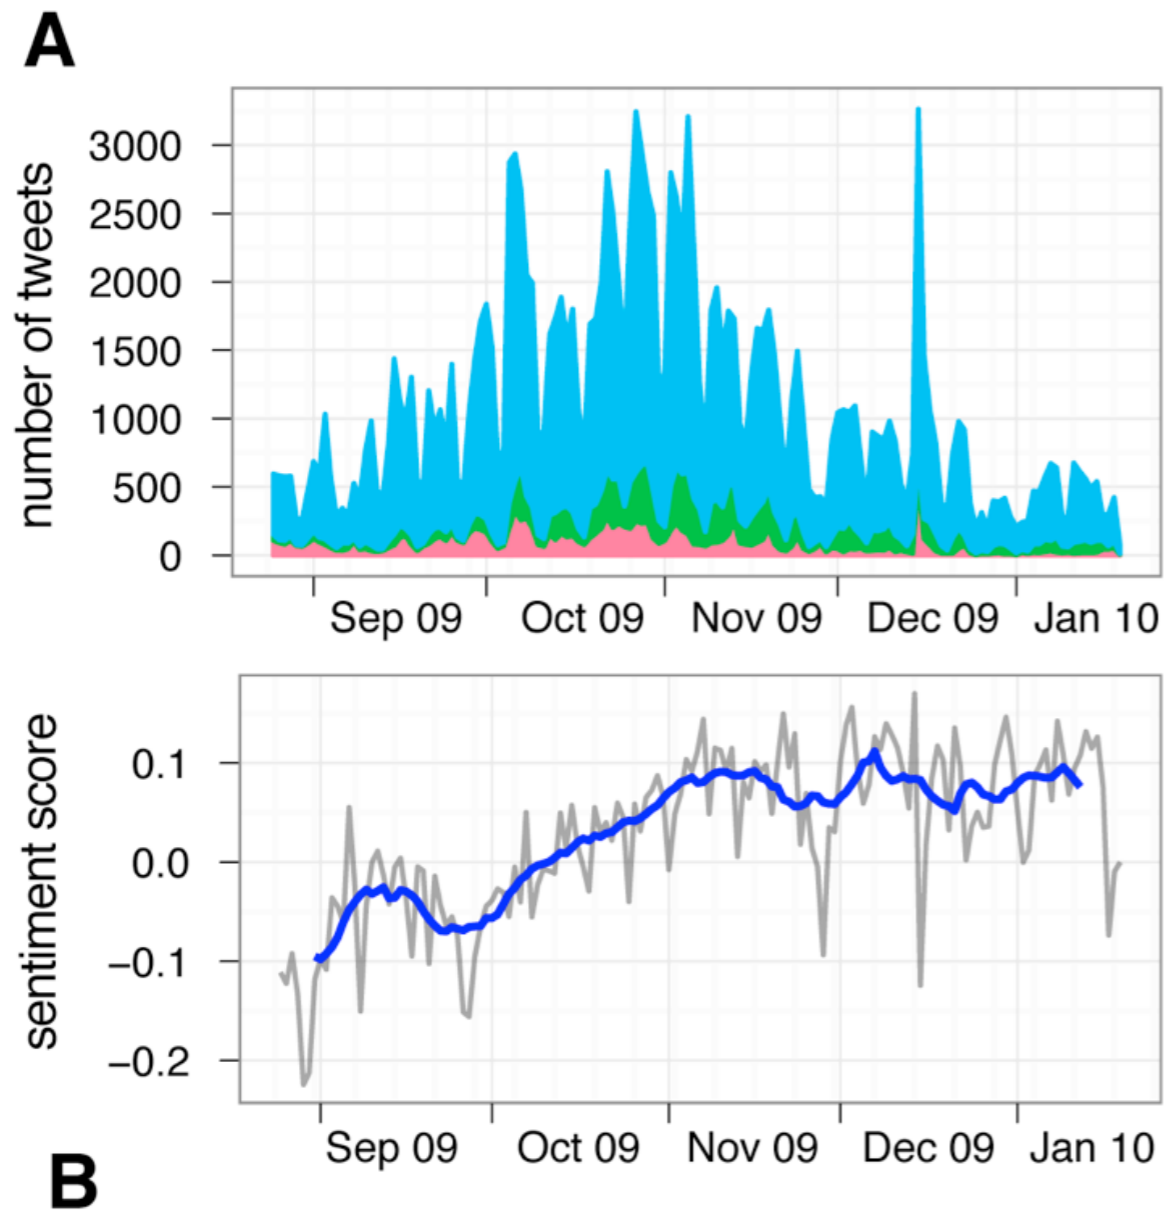 A
number of tweets
3000
2500
2000
1500
1000
500
0
Sep 09 Oct 09 Nov 09 Dec 09 Jan 10
sentiment score
0.1
0.0
−0.1
−0.2
Sep 09 Oct 09 Nov 09 Dec 09 Jan 10
B